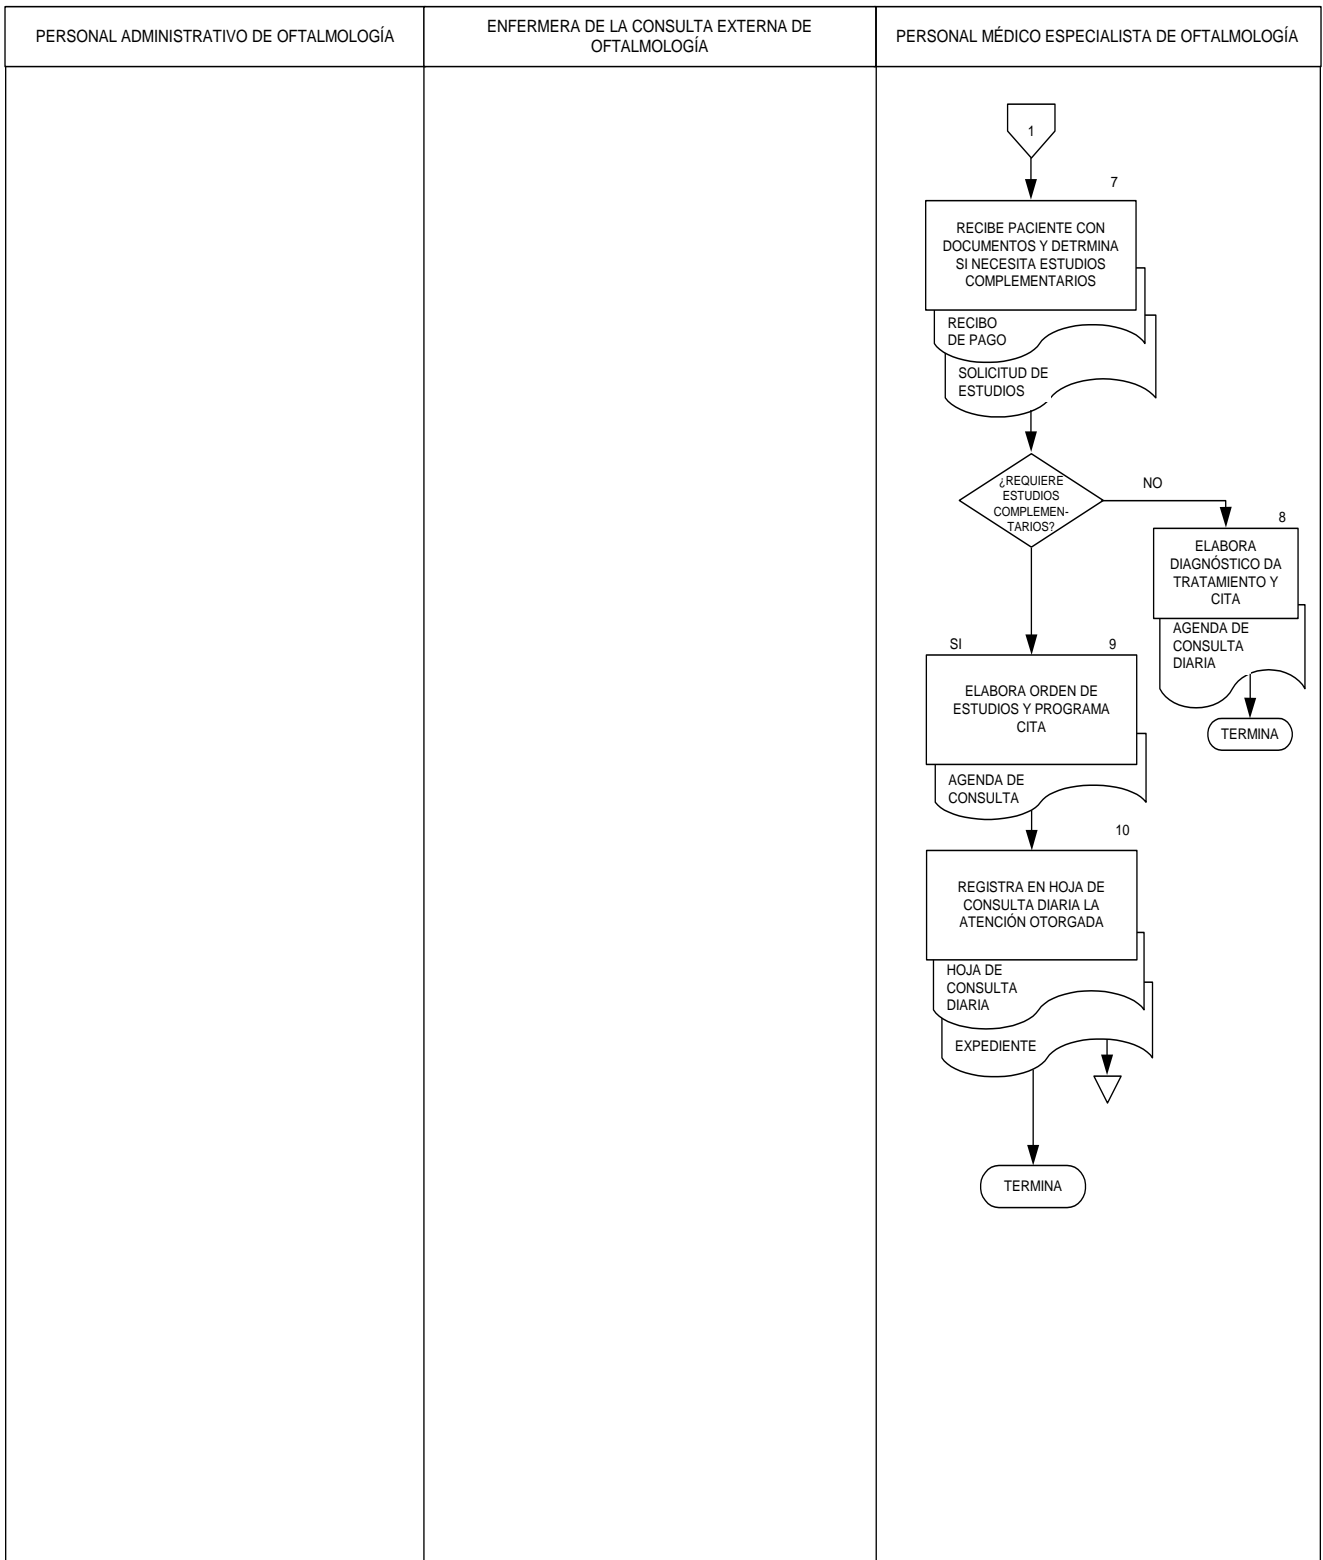 PERSONAL ADMINISTRATIVO DE OFTALMOLOGÍA
ENFERMERA DE LA CONSULTA EXTERNA DE
OFTALMOLOGÍA
PERSONAL MÉDICO ESPECIALISTA DE OFTALMOLOGÍA
1
7
RECIBE PACIENTE CON
DOCUMENTOS Y DETRMINA
SI NECESITA ESTUDIOS
COMPLEMENTARIOS
RECIBO
DE PAGO
SOLICITUD DE
ESTUDIOS
¿REQUIERE
ESTUDIOS
COMPLEMEN-
TARIOS?
NO
8
ELABORA
DIAGNÓSTICO DA
TRATAMIENTO Y
CITA
AGENDA DE
CONSULTA
DIARIA
TERMINA
SI
9
ELABORA ORDEN DE
ESTUDIOS Y PROGRAMA
CITA
AGENDA DE
CONSULTA
10
REGISTRA EN HOJA DE
CONSULTA DIARIA LA
ATENCIÓN OTORGADA
HOJA DE
CONSULTA
DIARIA
EXPEDIENTE
TERMINA